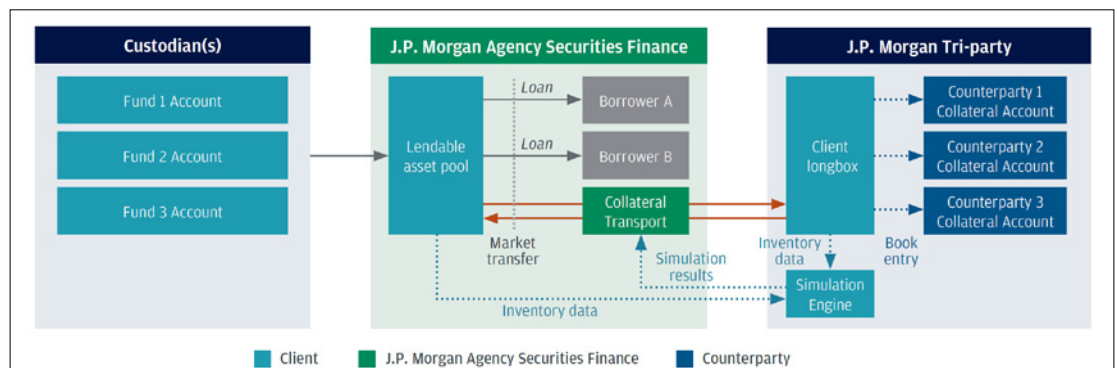 Custodian(s)
Fund 1 Account
Fund 2 Account
Fund 3 Account
J.P. Morgan Agency Securities Finance
Lendable
asset pool
Loan
Borrower A
Loan
Borrower B
Collateral
Transport
Market
transfer
Simulation
results
Inventory data
J.P. Morgan Tri-party
Client
longbox
Counterparty 1
Collateral Account
Counterparty 2
Collateral Account
Counterparty 3
Collateral Account
Inventory
data
Book
entry
Simulation
Engine
Client
J.P. Morgan Agency Securities Finance
Counterparty